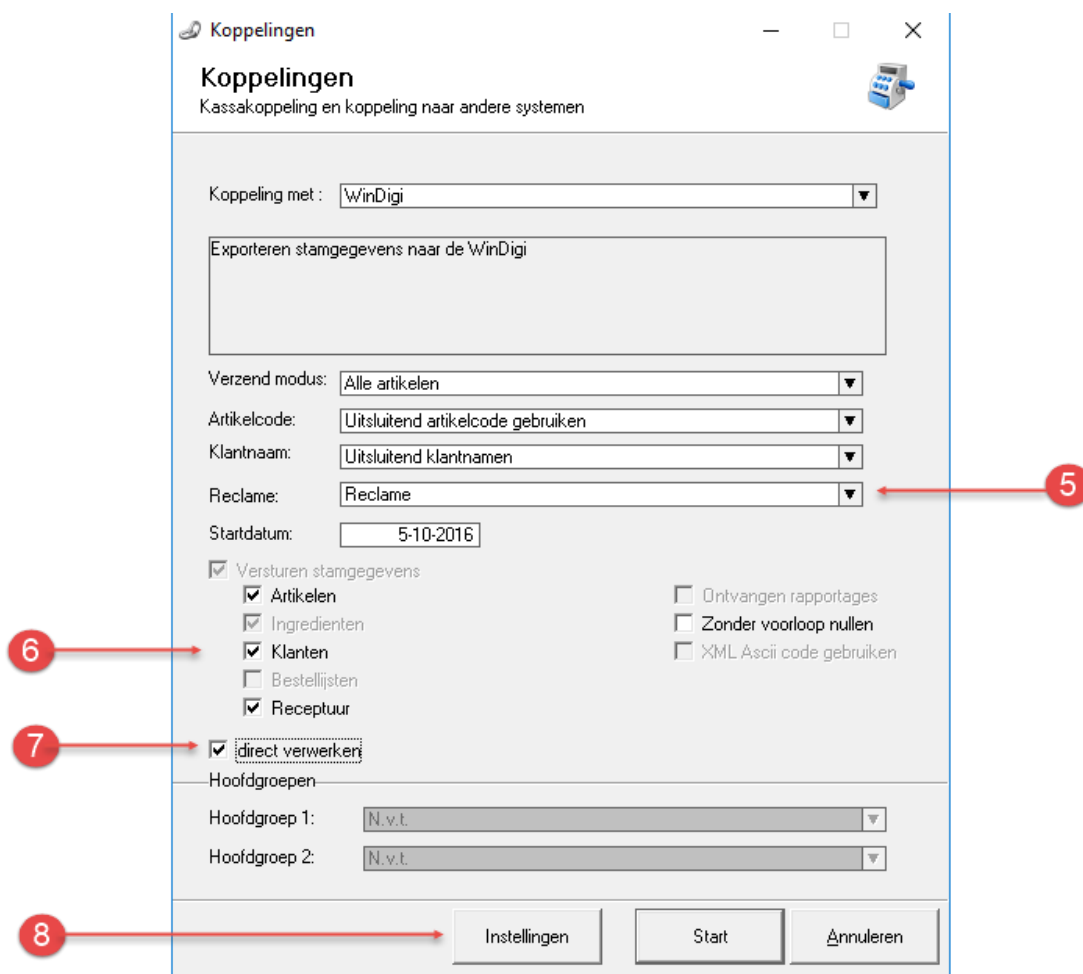 Koppelingen
Koppelingen
Kassakoppeling en koppeling naar andere systemen
Koppeling met : WinDigi
Exporteren stamgegevens naar de WinDigi
Verzend modus: Alle artikelen
Artikelcode: Uitsluitend artikelcode gebruiken
Klantnaam: Uitsluitend klantnamen
Reclame: Reclame 5
Startdatum: 5-10-2016
Versturen stamgegevens
Artikelen Ontvangen rapportages
Ingredienten Zonder voorloop nullen
6 Klanten XML Ascii code gebruiken
Bestellijsten
Receptuur
7 direct verwerken
Hoofdgroepen
Hoofdgroep 1: N.v.t.
Hoofdgroep 2: N.v.t.
8 Instellingen Start Annuleren